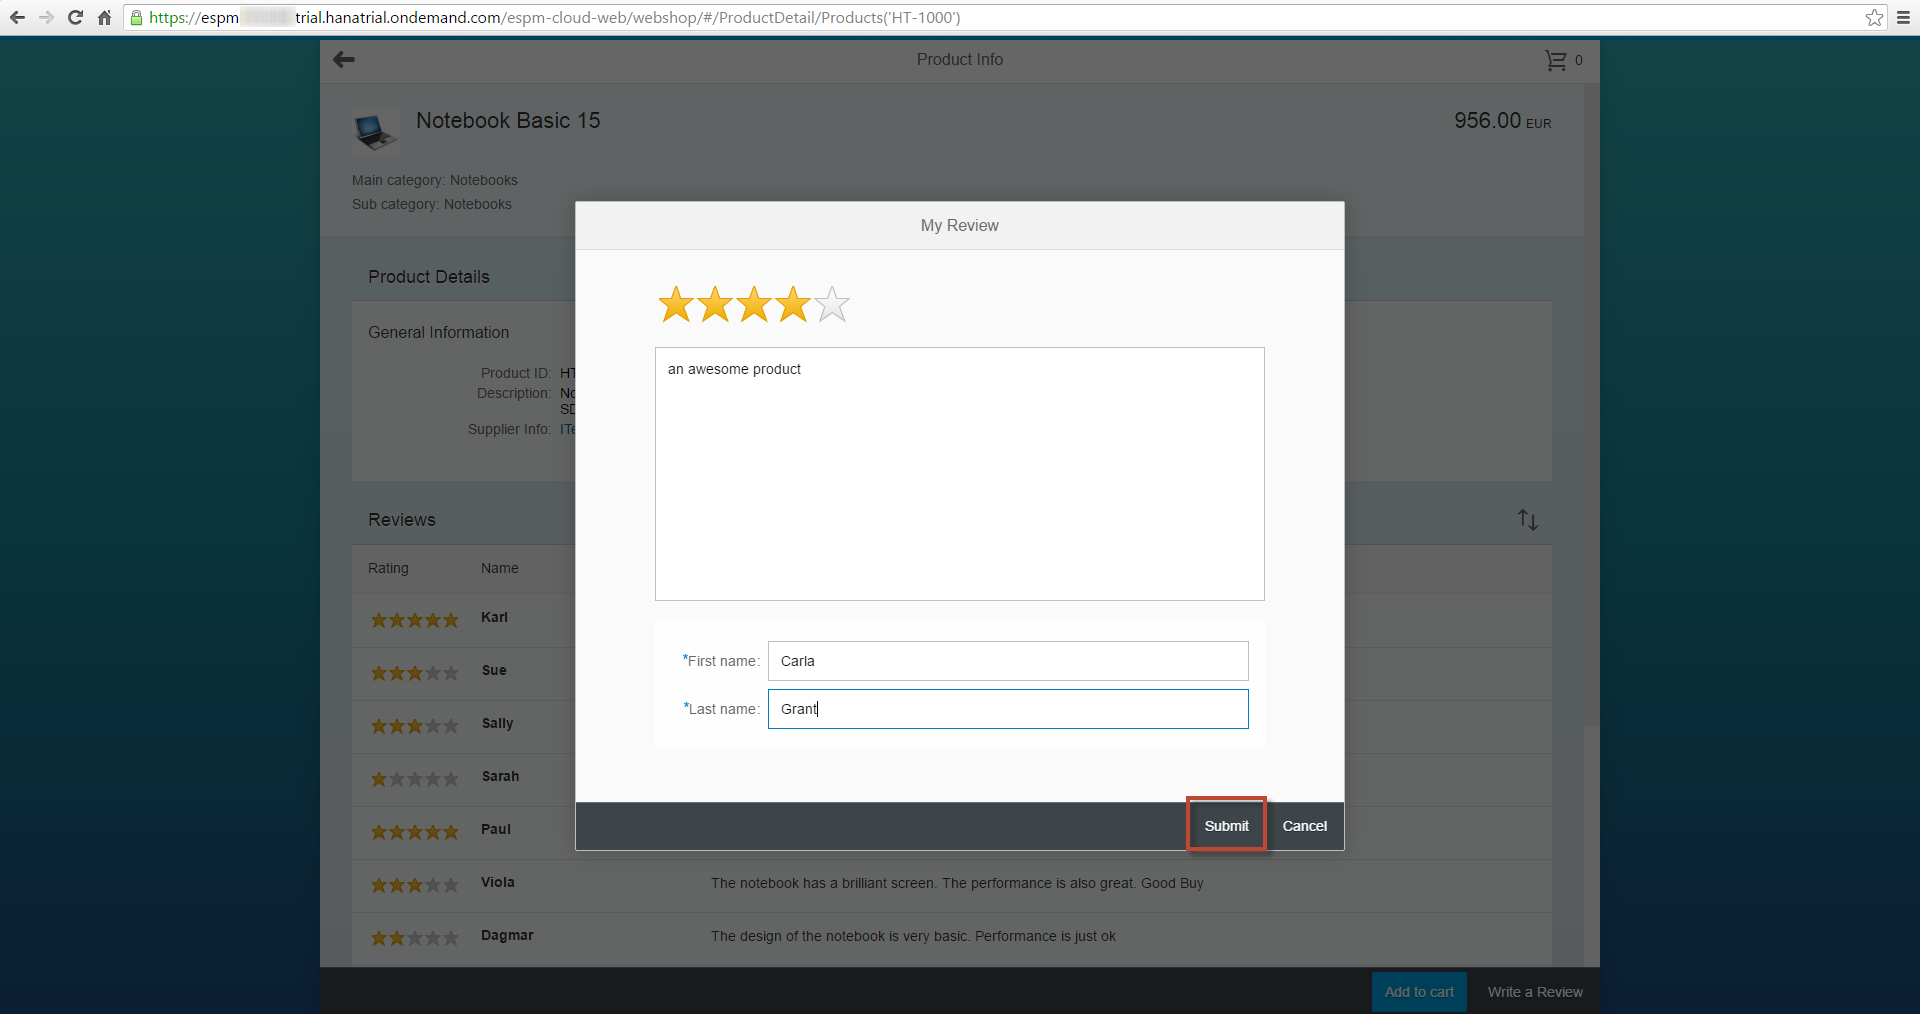 https://espm trial.hanatrial.ondemand.com/espm-cloud-web/webshop/#/ProductDetail/Products('HT-1000')
Product Info
0
Notebook Basic 15
956.00 EUR
Main category: Notebooks
Sub category: Notebooks
My Review
Product Details
General Information
an awesome product
Product ID: HT
Description: No
SD
Supplier Info: ITe
Reviews
Rating Name
Karl
*First name: Carla
Sue
*Last name: Grant
Sally
Sarah
Paul
Submit Cancel
Viola The notebook has a brilliant screen. The performance is also great. Good Buy
Dagmar The design of the notebook is very basic. Performance is just ok
Add to cart Write a Review